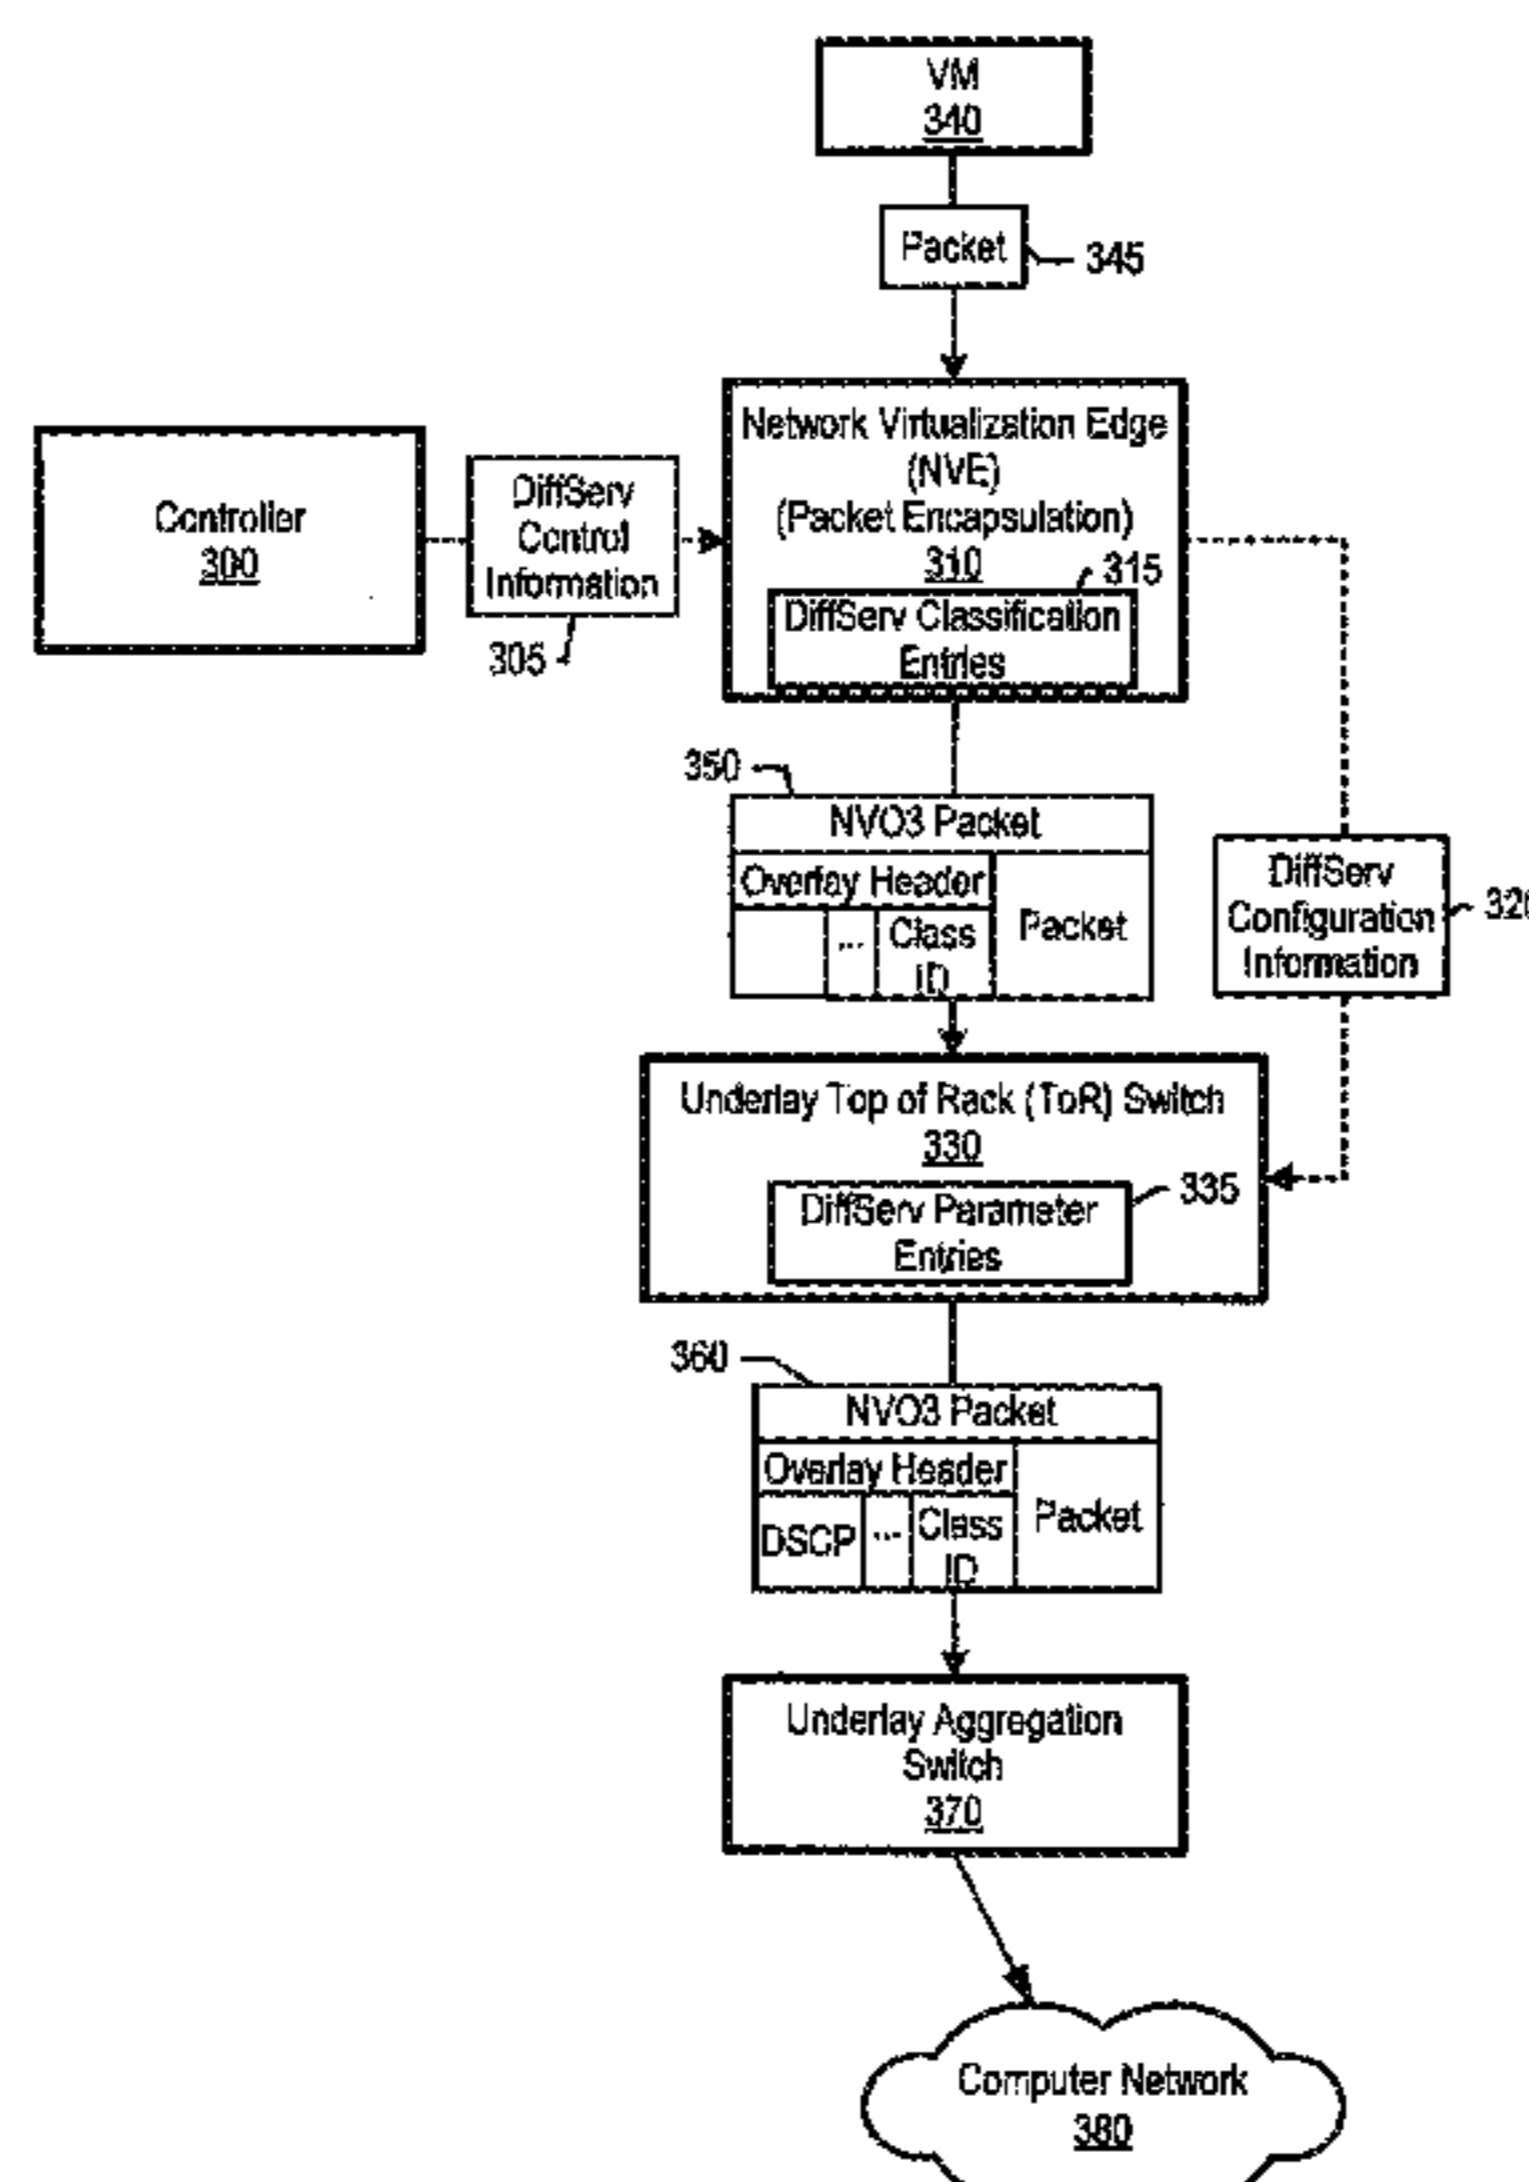 VM
340
Packet
345
Network Virtualization Edge
(NVE)
(Packet Encapsulation)
310
315
DiffServ Classification
Entries
Controller
300
DiffServ
Control
Information
305
350
NVO3 Packet
Overlay Header
... Class
ID
Packet
DiffServ
Configuration
Information
Underlay Top of Rack (ToR) Switch
330
335
DiffServ Parameter
Entries
360
NVO3 Packet
Overlay Header
DSCP ... Class
ID
Packet
Underlay Aggregation
Switch
370
Computer Network
380